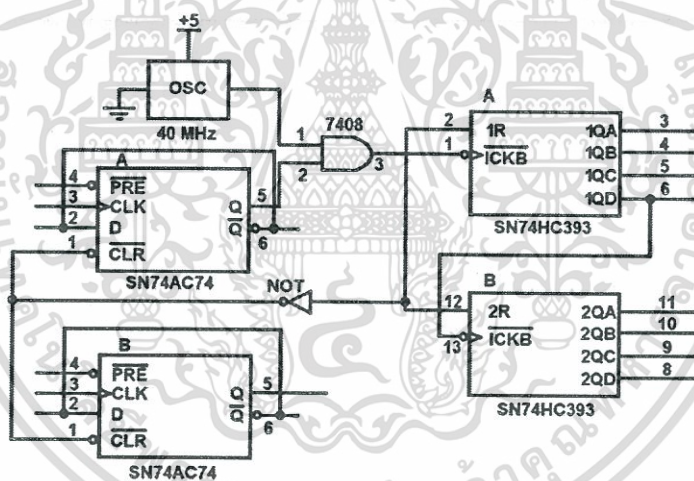 +5
OSC
40 MHz
7408
1
2
3
A
2 1R 1QA 3
1 ICKB 1QB 4
1QC 5
1QD 6
SN74HC393
A
4 PRE
3 CLK Q 5
2 D Q 6
1 CLR
SN74AC74
NOT
B
12 2R 2QA 11
13 ICKB 2QB 10
2QC 9
2QD 8
SN74HC393
B
4 PRE
3 CLK Q 5
2 D Q 6
1 CLR
SN74AC74